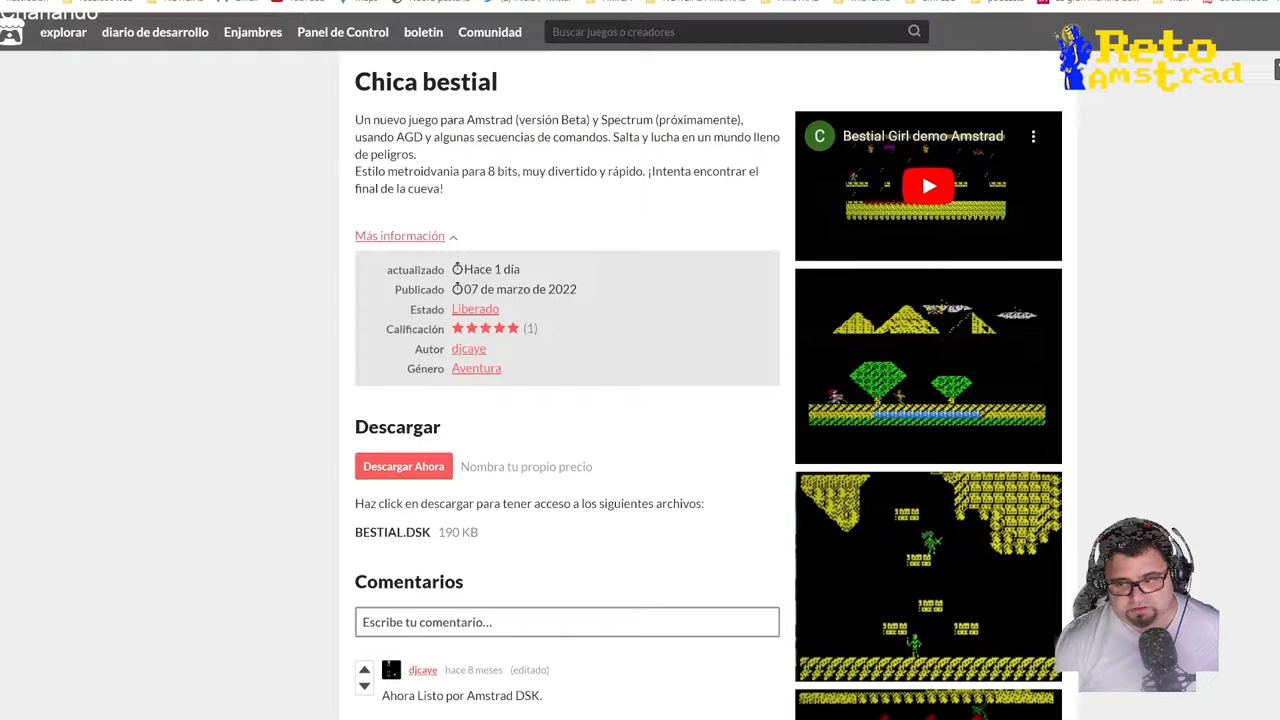 Chafiando
explorar diario de desarrollo Enjambres Panel de Control boletin Comunidad
Buscar juegos o creadores
Reto
Amstrad
Chica bestial
Un nuevo juego para Amstrad (versión Beta) y Spectrum (próximamente),
usando AGD y algunas secuencias de comandos. Salta y lucha en un mundo lleno
de peligros.
Estilo metroidvania para 8 bits, muy divertido y rápido. ¡Intenta encontrar el
final de la cueva!
Más información
actualizado Hace 1 día
Publicado 07 de marzo de 2022
Estado Liberado
Calificación (1)
Autor djcaye
Género Aventura
Descargar
Descargar Ahora Nombra tu propio precio
Haz click en descargar para tener acceso a los siguientes archivos:
BESTIAL.DSK 190 KB
Comentarios
Escribe tu comentario...
djcaye hace 8 meses (editado)
Ahora Listo por Amstrad DSK.
C Bestial Girl demo Amstrad